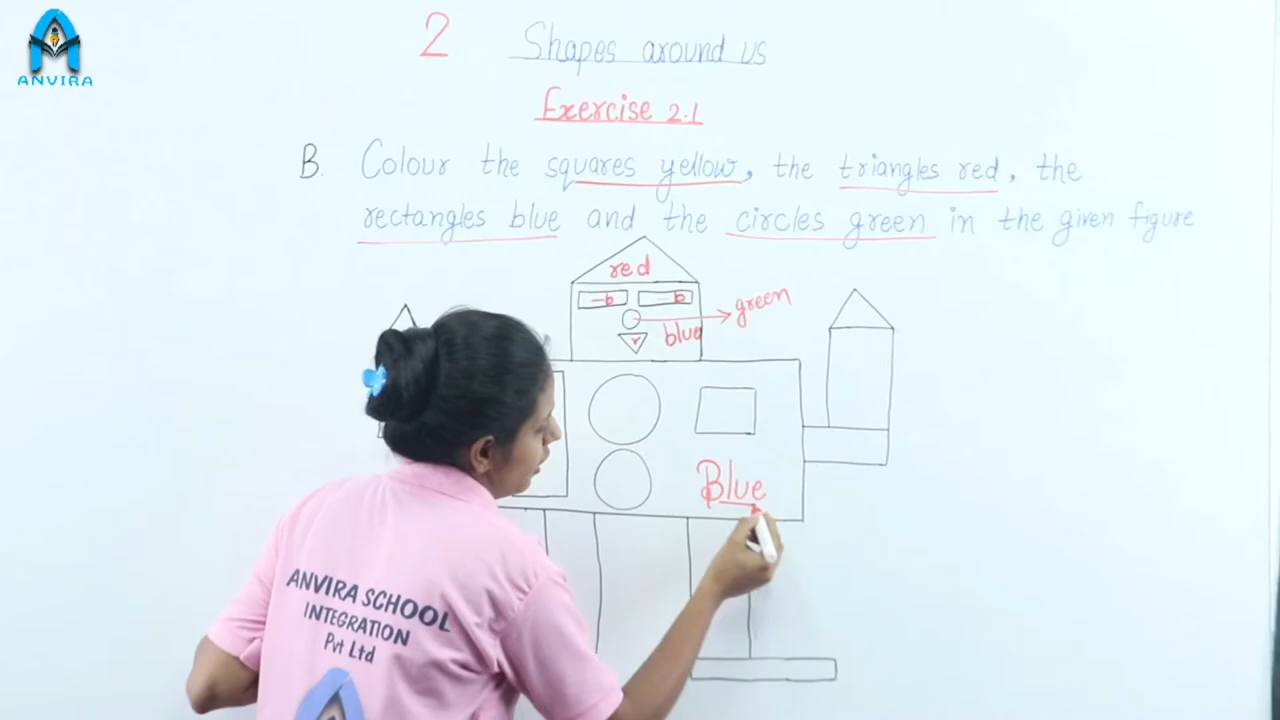 ANVIRA
2 Shapes around us
Exercise 2.1
B. Colour the squares yellow, the triangles red, the
rectangles blue and the circles green in the given figure
red
b b
green
blue
r
Blue
ANVIRA SCHOOL
INTEGRATION
Pvt Ltd